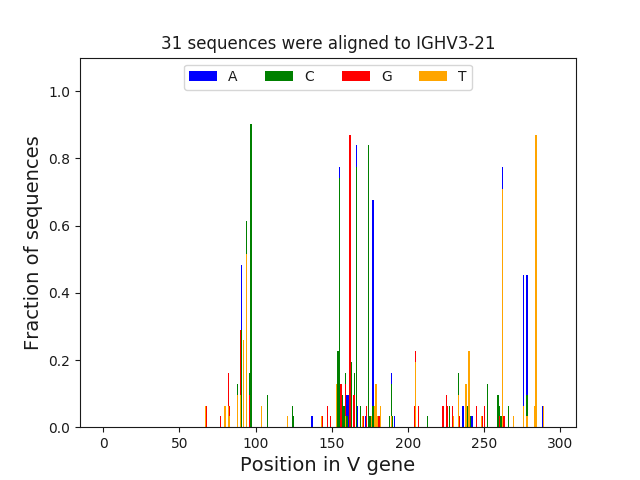 31 sequences were aligned to IGHV3-21
A C G T
1.0
0.8
0.6
0.4
0.2
0.0
Fraction of sequences
0 50 100 150 200 250 300
Position in V gene